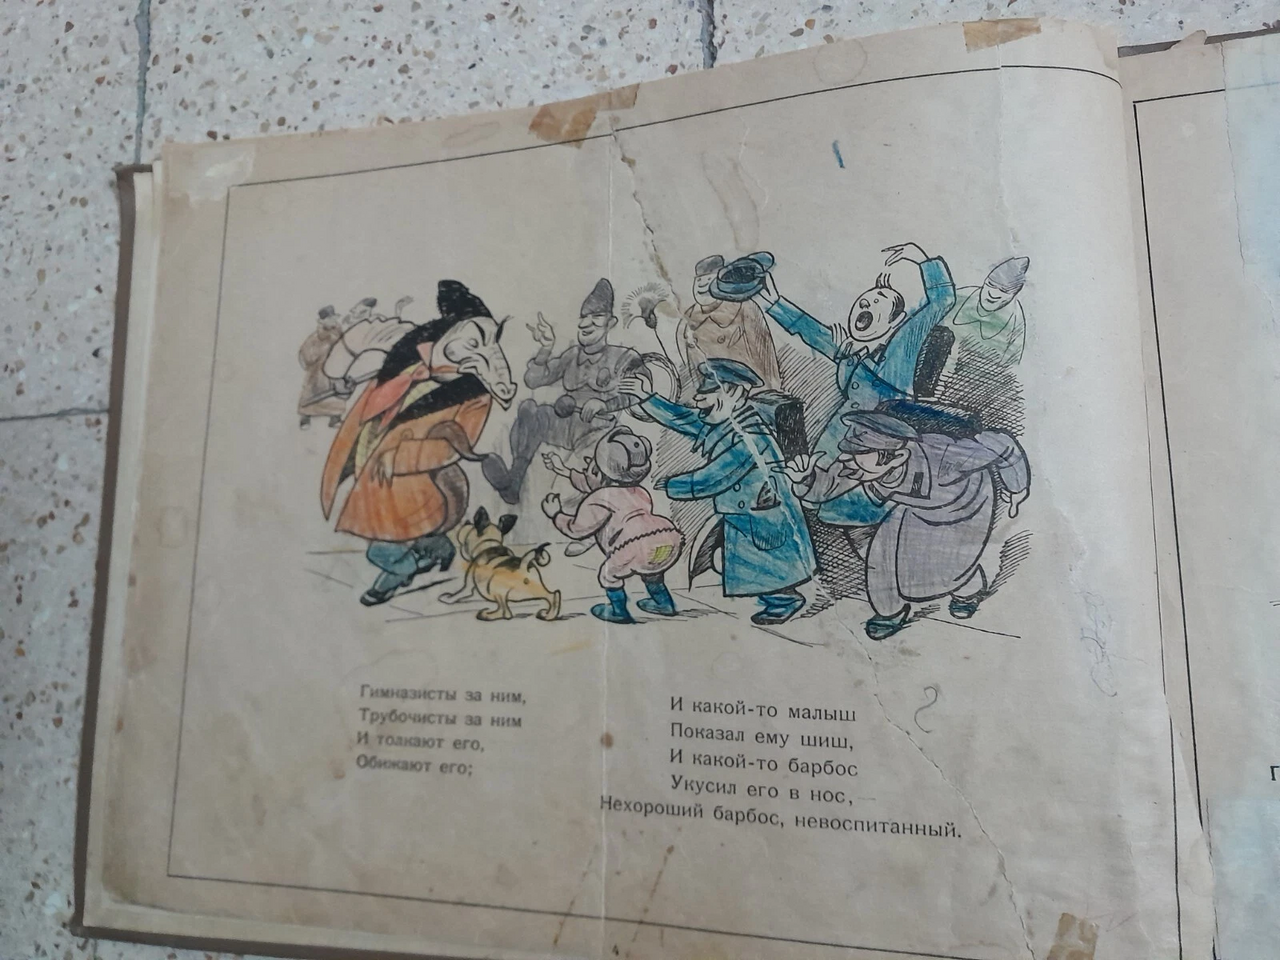 Гимназисты за ним,
Трубочисты за ним
И толкают его,
Обижают его;
И какой-то малыш
Показал ему шиш,
И какой-то барбос
Укусил его в нос,—
Нехороший барбос, невоспитанный.
4